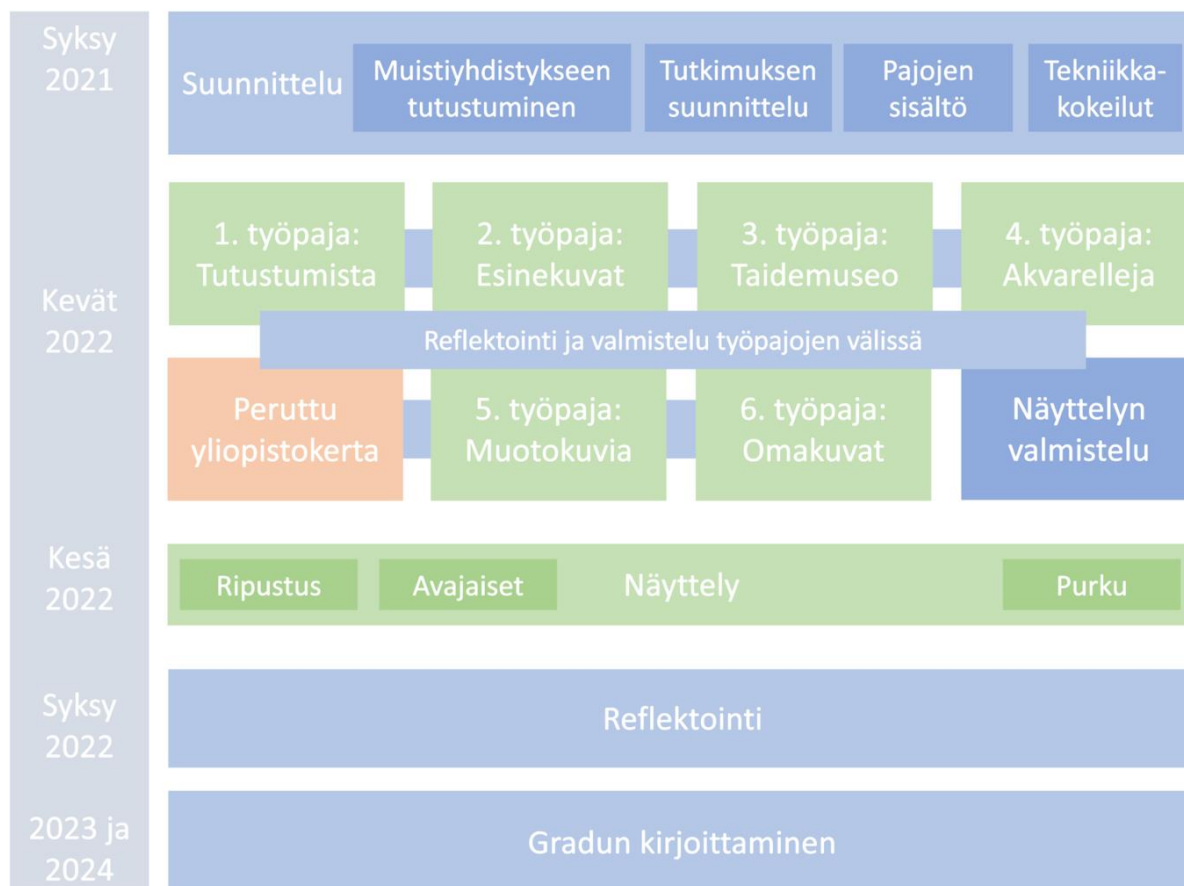 Syksy
2021
Suunnittelu
Muistiyhdistykseen
tutustuminen
Tutkimuksen
suunnittelu
Pajojen
sisältö
Tekniikka-
kokeilut
Kevät
2022
1. työpaja:
Tutustumista
2. työpaja:
Esinekuvat
3. työpaja:
Taidemuseo
4. työpaja:
Akvarelleja
Reflektointi ja valmistelu työpajojen välissä
Peruttu
yliopistokerta
5. työpaja:
Muotokuvia
6. työpaja:
Omakuvat
Näyttelyn
valmistelu
Kesä
2022
Ripustus
Avajaiset
Näyttely
Purku
Syksy
2022
Reflektointi
2023 ja
2024
Gradun kirjoittaminen